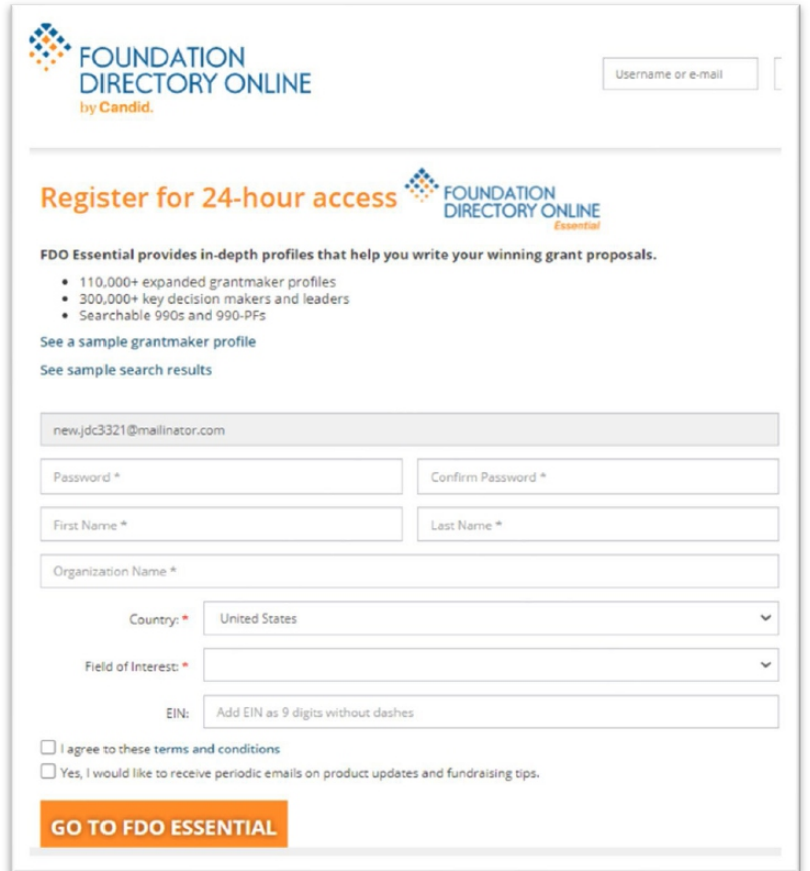 FOUNDATION
DIRECTORY ONLINE
by Candid.
Username or e-mail
Register for 24-hour access
FOUNDATION
DIRECTORY ONLINE
Essential
FDO Essential provides in-depth profiles that help you write your winning grant proposals.
• 110,000+ expanded grantmaker profiles
• 300,000+ key decision makers and leaders
• Searchable 990s and 990-PFs
See a sample grantmaker profile
See sample search results
new.jdc3321@mailinator.com
Password * Confirm Password *
First Name * Last Name *
Organization Name *
Country: * United States
Field of Interest: *
EIN: Add EIN as 9 digits without dashes
I agree to these terms and conditions
Yes, I would like to receive periodic emails on product updates and fundraising tips.
GO TO FDO ESSENTIAL